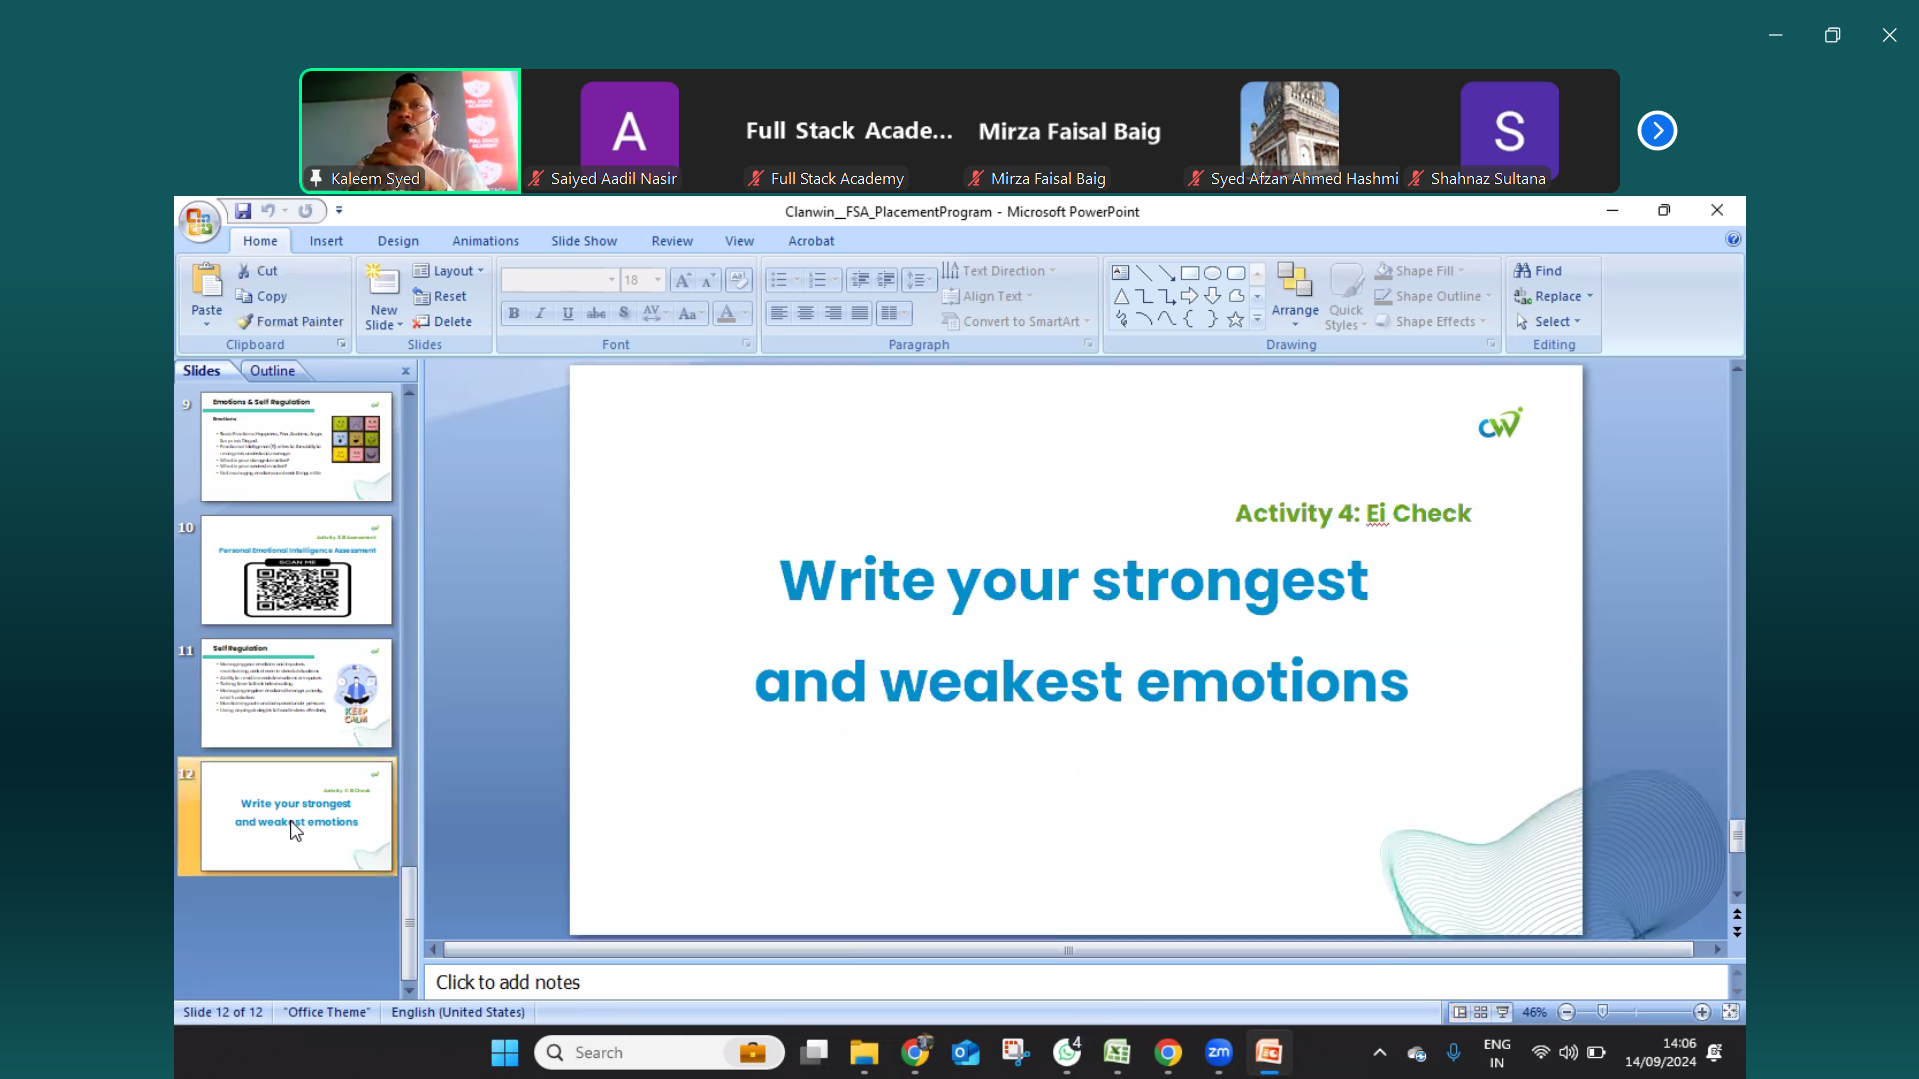 A
Full Stack Acade...
Mirza Faisal Baig
S
Kaleem Syed
Saiyed Aadil Nasir
Full Stack Academy
Mirza Faisal Baig
Syed Afzan Ahmed Hashmi
Shahnaz Sultana
Clanwin__FSA_PlacementProgram - Microsoft PowerPoint
Home
Insert
Design
Animations
Slide Show
Review
View
Acrobat
Paste
Cut
Copy
Format Painter
Clipboard
New
Slide
Layout
Reset
Delete
Slides
18
Font
Text Direction
Align Text
Convert to SmartArt
Paragraph
Arrange
Quick
Styles
Shape Fill
Shape Outline
Shape Effects
Drawing
Find
Replace
Select
Editing
Slides
Outline
9
Emotions & Self Regulation
Emotions
10
Personal Emotional Intelligence Assessment
SCAN ME
11
Self Regulation
KEEP
CALM
12
Activity 4: Ei Check
Write your strongest
and weakest emotions
cw
Activity 4: Ei Check
Write your strongest
and weakest emotions
Click to add notes
Slide 12 of 12
"Office Theme"
English (United States)
46%
Search
4
zm
ENG
IN
14:06
14/09/2024